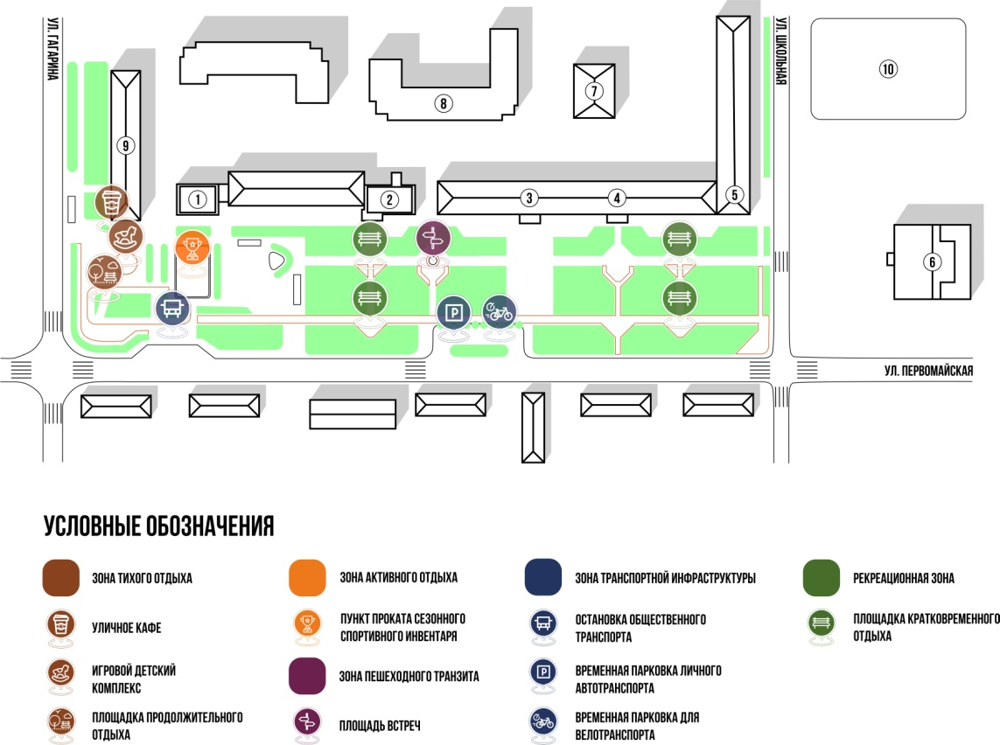 УЛ. ГАГАРИНА
УЛ. ШКОЛЬНАЯ
10
7
8
9
1
2
3
4
5
6
P
УЛ. ПЕРВОМАЙСКАЯ
УСЛОВНЫЕ ОБОЗНАЧЕНИЯ
ЗОНА ТИХОГО ОТДЫХА
УЛИЧНОЕ КАФЕ
ИГРОВОЙ ДЕТСКИЙ
КОМПЛЕКС
ПЛОЩАДКА ПРОДОЛЖИТЕЛЬНОГО
ОТДЫХА
ЗОНА АКТИВНОГО ОТДЫХА
ПУНКТ ПРОКАТА СЕЗОННОГО
СПОРТИВНОГО ИНВЕНТАРЯ
ЗОНА ПЕШЕХОДНОГО ТРАНЗИТА
ПЛОЩАДЬ ВСТРЕЧ
ЗОНА ТРАНСПОРТНОЙ ИНФРАСТРУКТУРЫ
ОСТАНОВКА ОБЩЕСТВЕННОГО
ТРАНСПОРТА
P
ВРЕМЕННАЯ ПАРКОВКА ЛИЧНОГО
АВТОТРАНСПОРТА
ВРЕМЕННАЯ ПАРКОВКА ДЛЯ
ВЕЛОТРАНСПОРТА
РЕКРЕАЦИОННАЯ ЗОНА
ПЛОЩАДКА КРАТКОВРЕМЕННОГО
ОТДЫХА